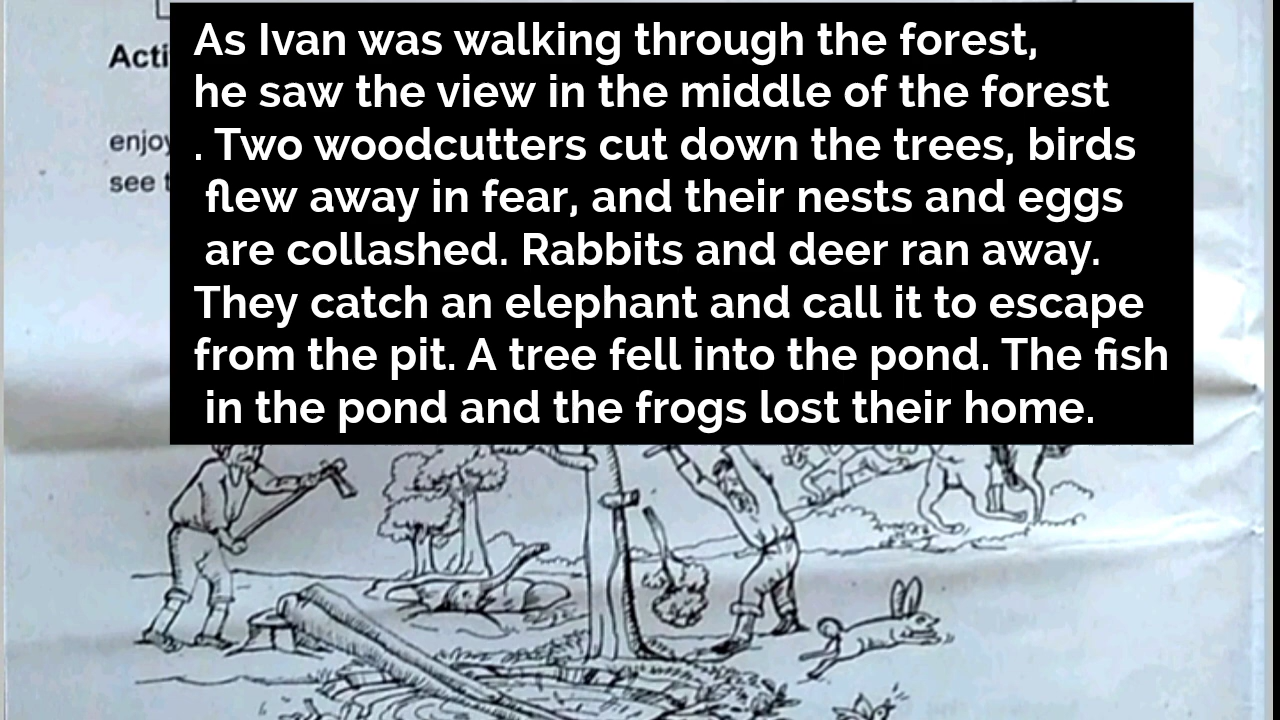 Acti
As Ivan was walking through the forest,
he saw the view in the middle of the forest
enjoy
. Two woodcutters cut down the trees, birds
see t
flew away in fear, and their nests and eggs
are collashed. Rabbits and deer ran away.
They catch an elephant and call it to escape
from the pit. A tree fell into the pond. The fish
in the pond and the frogs lost their home.